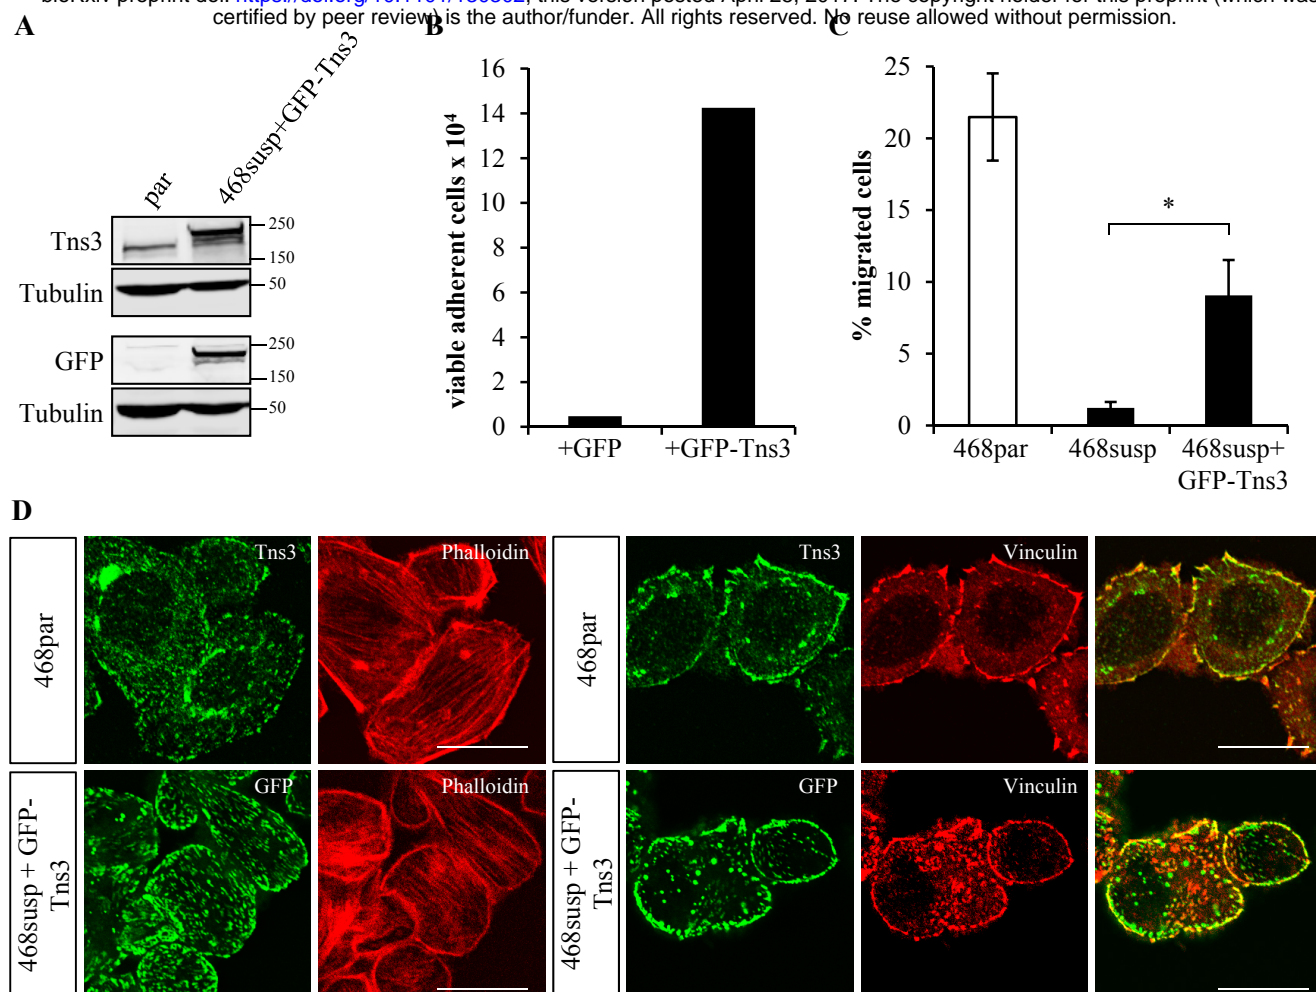 certified by peer review) is the author/funder. All rights reserved. No reuse allowed without permission.
A
B
C
par
468susp+GFP-Tns3
Tns3
250
150
Tubulin
50
GFP
250
150
Tubulin
50
viable adherent cells x 10⁴
16
14
12
10
8
6
4
2
0
+GFP
+GFP-Tns3
% migrated cells
25
20
15
10
5
0
*
468par
468susp
468susp+
GFP-Tns3
D
468par
Tns3
Phalloidin
468par
Tns3
Vinculin
468susp + GFP-
Tns3
GFP
Phalloidin
468susp + GFP-
Tns3
GFP
Vinculin